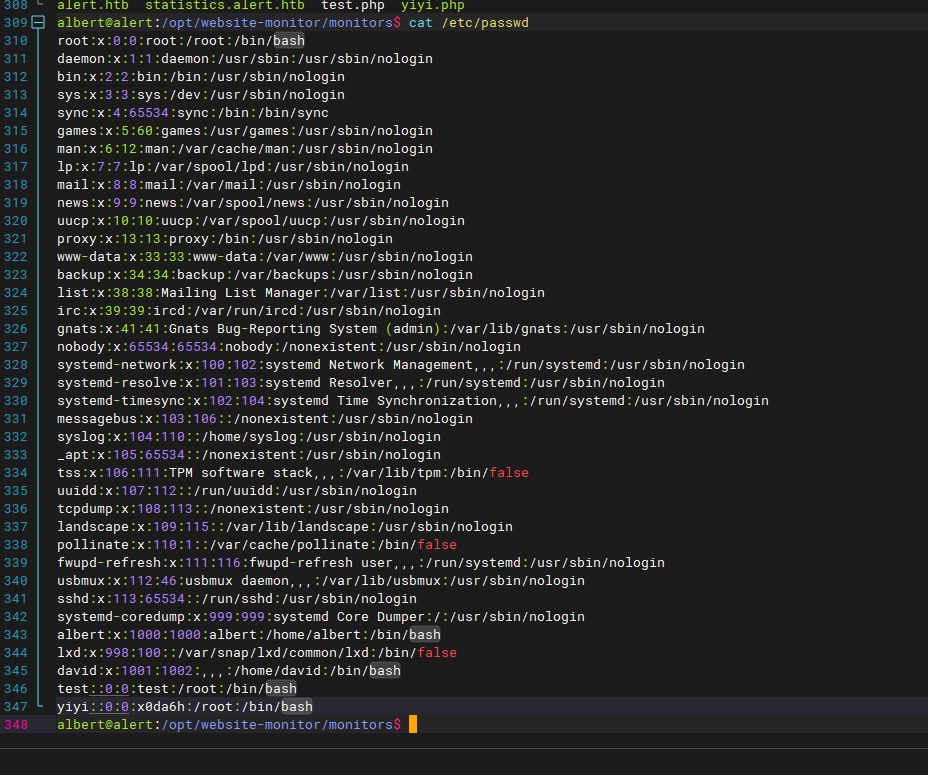 308 alert.htb statistics.alert.htb test.php yiyi.php
309 albert@alert:/opt/website-monitor/monitors$ cat /etc/passwd
310 root:x:0:0:root:/root:/bin/bash
311 daemon:x:1:1:daemon:/usr/sbin:/usr/sbin/nologin
312 bin:x:2:2:bin:/bin:/usr/sbin/nologin
313 sys:x:3:3:sys:/dev:/usr/sbin/nologin
314 sync:x:4:65534:sync:/bin:/bin/sync
315 games:x:5:60:games:/usr/games:/usr/sbin/nologin
316 man:x:6:12:man:/var/cache/man:/usr/sbin/nologin
317 lp:x:7:7:lp:/var/spool/lpd:/usr/sbin/nologin
318 mail:x:8:8:mail:/var/mail:/usr/sbin/nologin
319 news:x:9:9:news:/var/spool/news:/usr/sbin/nologin
320 uucp:x:10:10:uucp:/var/spool/uucp:/usr/sbin/nologin
321 proxy:x:13:13:proxy:/bin:/usr/sbin/nologin
322 www-data:x:33:33:www-data:/var/www:/usr/sbin/nologin
323 backup:x:34:34:backup:/var/backups:/usr/sbin/nologin
324 list:x:38:38:Mailing List Manager:/var/list:/usr/sbin/nologin
325 irc:x:39:39:ircd:/var/run/ircd:/usr/sbin/nologin
326 gnats:x:41:41:Gnats Bug-Reporting System (admin):/var/lib/gnats:/usr/sbin/nologin
327 nobody:x:65534:65534:nobody:/nonexistent:/usr/sbin/nologin
328 systemd-network:x:100:102:systemd Network Management,,,:/run/systemd:/usr/sbin/nologin
329 systemd-resolve:x:101:103:systemd Resolver,,,:/run/systemd:/usr/sbin/nologin
330 systemd-timesync:x:102:104:systemd Time Synchronization,,,:/run/systemd:/usr/sbin/nologin
331 messagebus:x:103:106::/nonexistent:/usr/sbin/nologin
332 syslog:x:104:110::/home/syslog:/usr/sbin/nologin
333 _apt:x:105:65534::/nonexistent:/usr/sbin/nologin
334 tss:x:106:111:TPM software stack,,,:/var/lib/tpm:/bin/false
335 uuidd:x:107:112::/run/uuidd:/usr/sbin/nologin
336 tcpdump:x:108:113::/nonexistent:/usr/sbin/nologin
337 landscape:x:109:115::/var/lib/landscape:/usr/sbin/nologin
338 pollinate:x:110:1::/var/cache/pollinate:/bin/false
339 fwupd-refresh:x:111:116:fwupd-refresh user,,,:/run/systemd:/usr/sbin/nologin
340 usbmux:x:112:46:usbmux daemon,,,:/var/lib/usbmux:/usr/sbin/nologin
341 sshd:x:113:65534::/run/sshd:/usr/sbin/nologin
342 systemd-coredump:x:999:999:systemd Core Dumper:/:/usr/sbin/nologin
343 albert:x:1000:1000:albert:/home/albert:/bin/bash
344 lxd:x:998:100::/var/snap/lxd/common/lxd:/bin/false
345 david:x:1001:1002:,,,:/home/david:/bin/bash
346 test::0:0:test:/root:/bin/bash
347 yiyi::0:0:x0da6h:/root:/bin/bash
348 albert@alert:/opt/website-monitor/monitors$